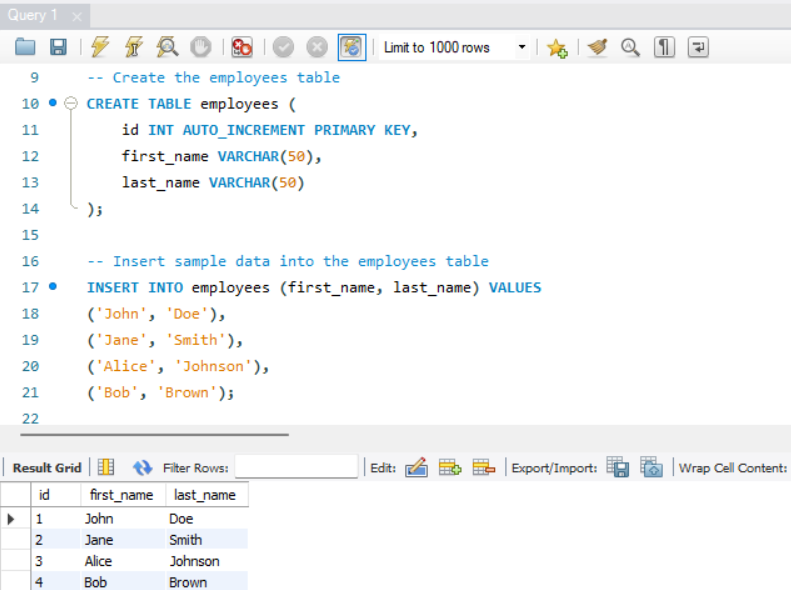 Query 1
Limit to 1000 rows
9 -- Create the employees table
10 CREATE TABLE employees (
11 id INT AUTO_INCREMENT PRIMARY KEY,
12 first_name VARCHAR(50),
13 last_name VARCHAR(50)
14 );
15
16 -- Insert sample data into the employees table
17 INSERT INTO employees (first_name, last_name) VALUES
18 ('John', 'Doe'),
19 ('Jane', 'Smith'),
20 ('Alice', 'Johnson'),
21 ('Bob', 'Brown');
22
Result Grid Filter Rows: Edit: Export/Import: Wrap Cell Content:
id first_name last_name
1 John Doe
2 Jane Smith
3 Alice Johnson
4 Bob Brown